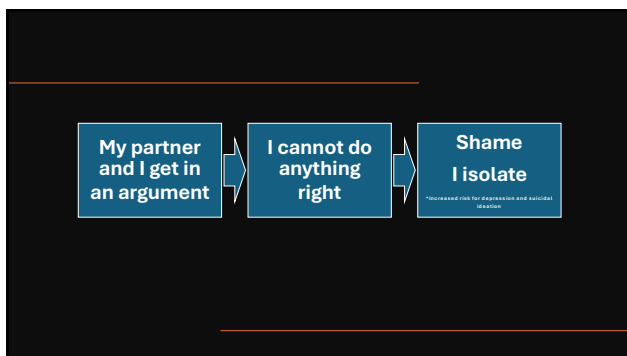 My partner
and I get in
an argument
I cannot do
anything
right
Shame
I isolate
*Increased risk for depression and suicidal
ideation